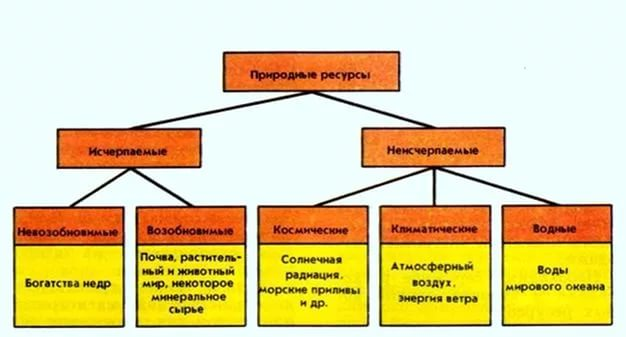 Природные ресурсы
Исчерпаемые
Неисчерпаемые
Невозобновимые
Возобновимые
Космические
Климатические
Водные
Богатства недр
Почва, раститель-
ный и животный
мир, некоторое
минеральное
сырье
Солнечная
радиация,
морские приливы
и др.
Атмосферный
воздух,
энергия ветра
Воды
мирового океана